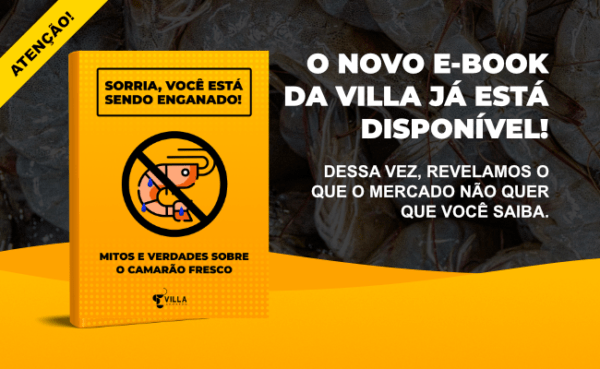 ATENÇÃO!
SORRIA, VOCÊ ESTÁ
SENDO ENGANADO!
MITOS E VERDADES SOBRE
O CAMARÃO FRESCO
VILLA
O NOVO E-BOOK
DA VILLA JÁ ESTÁ
DISPONÍVEL!
DESSA VEZ, REVELAMOS O
QUE O MERCADO NÃO QUER
QUE VOCÊ SAIBA.